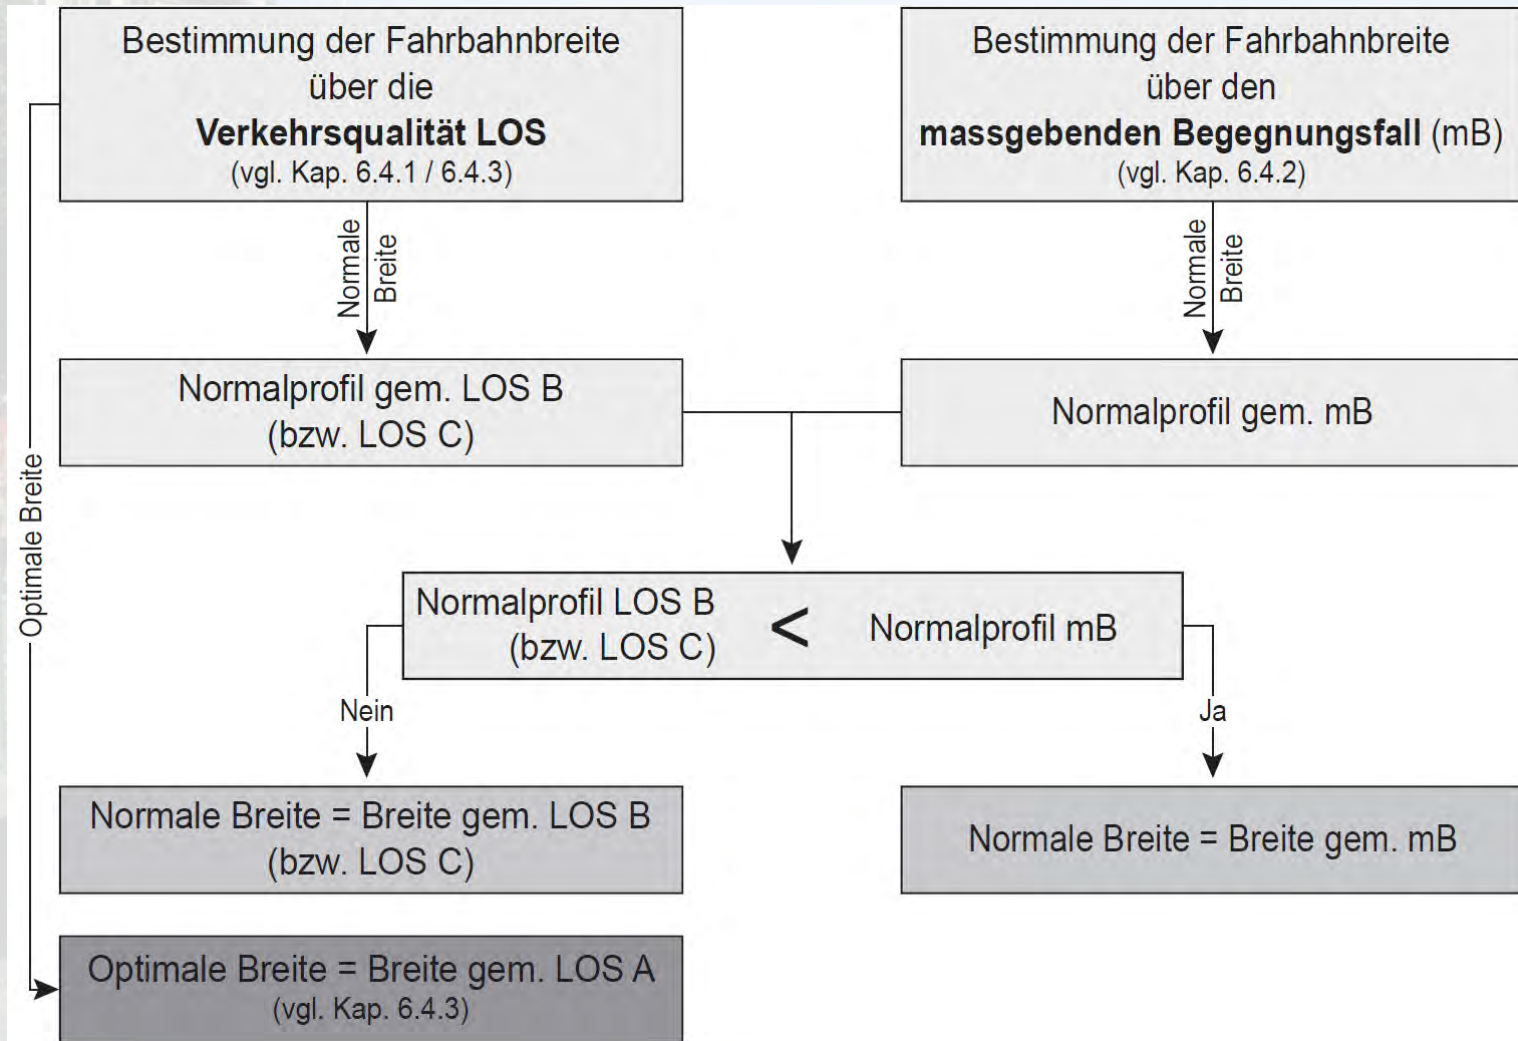 Bestimmung der Fahrbahnbreite
über die
Verkehrsqualität LOS
(vgl. Kap. 6.4.1 / 6.4.3)
Bestimmung der Fahrbahnbreite
über den
massgebenden Begegnungsfall (mB)
(vgl. Kap. 6.4.2)
Normale
Breite
Normale
Breite
Normalprofil gem. LOS B
(bzw. LOS C)
Normalprofil gem. mB
Optimale Breite
Normalprofil LOS B
(bzw. LOS C)
<
Normalprofil mB
Nein
Ja
Normale Breite = Breite gem. LOS B
(bzw. LOS C)
Normale Breite = Breite gem. mB
Optimale Breite = Breite gem. LOS A
(vgl. Kap. 6.4.3)